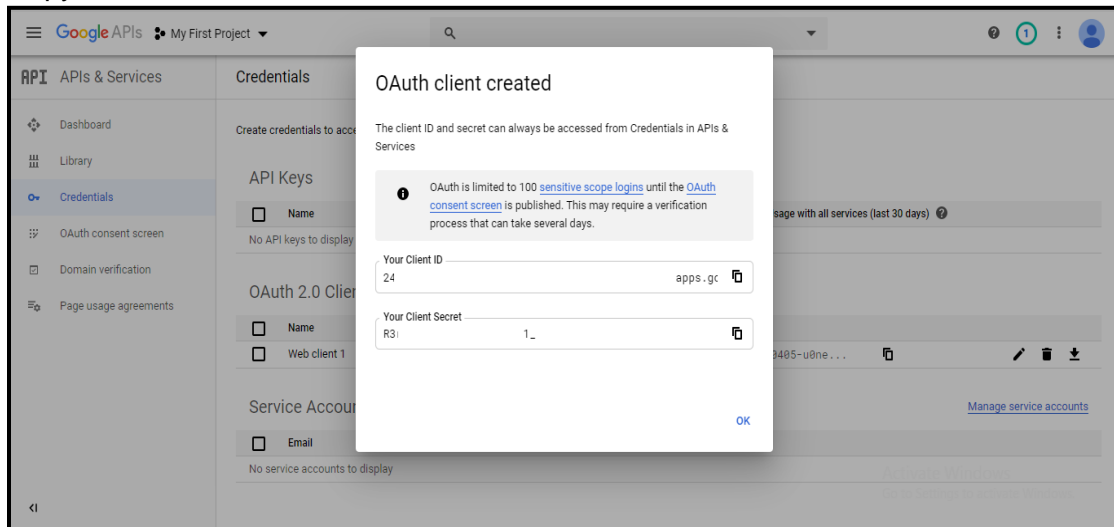 Google APIs My First Project
1
API APIs & Services
Credentials
Dashboard
Library
Credentials
OAuth consent screen
Domain verification
Page usage agreements
Create credentials to acce
API Keys
Name
sage with all services (last 30 days)
No API keys to display
OAuth 2.0 Clien
Name
Web client 1
3405-u0ne...
Service Accour
Manage service accounts
Email
No service accounts to display
OAuth client created
The client ID and secret can always be accessed from Credentials in APIs &
Services
OAuth is limited to 100 sensitive scope logins until the OAuth
consent screen is published. This may require a verification
process that can take several days.
Your Client ID
24 apps.gc
Your Client Secret
R3 1_
OK
Activate Windows